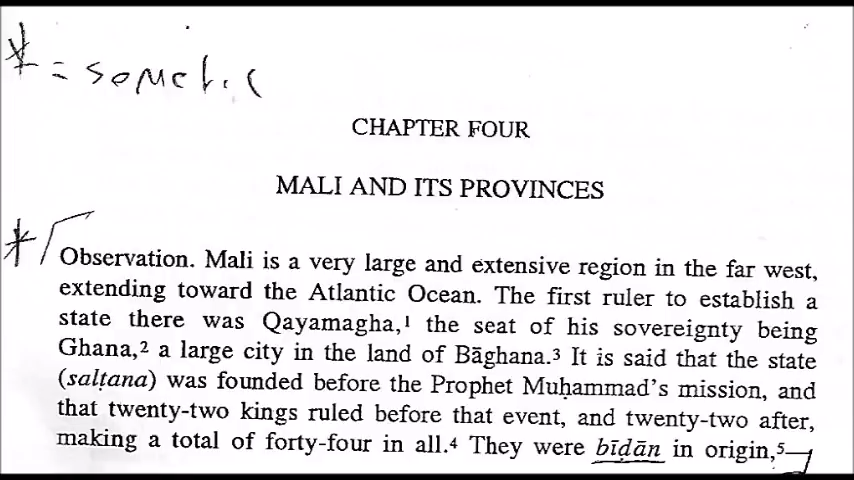 * = semetic
CHAPTER FOUR
MALI AND ITS PROVINCES
*
Observation. Mali is a very large and extensive region in the far west,
extending toward the Atlantic Ocean. The first ruler to establish a
state there was Qayamagha,¹ the seat of his sovereignty being
Ghana,² a large city in the land of Bāghana.³ It is said that the state
(salṭana) was founded before the Prophet Muḥammad's mission, and
that twenty-two kings ruled before that event, and twenty-two after,
making a total of forty-four in all.⁴ They were bīḍān in origin,⁵